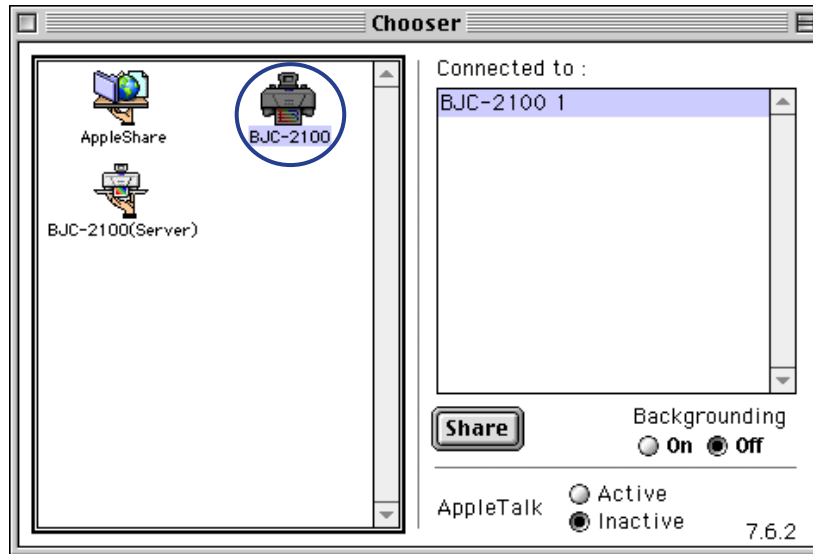 Chooser
AppleShare
BJC-2100
BJC-2100(Server)
Connected to :
BJC-2100 1
Share
Backgrounding
On Off
AppleTalk
Active
Inactive
7.6.2